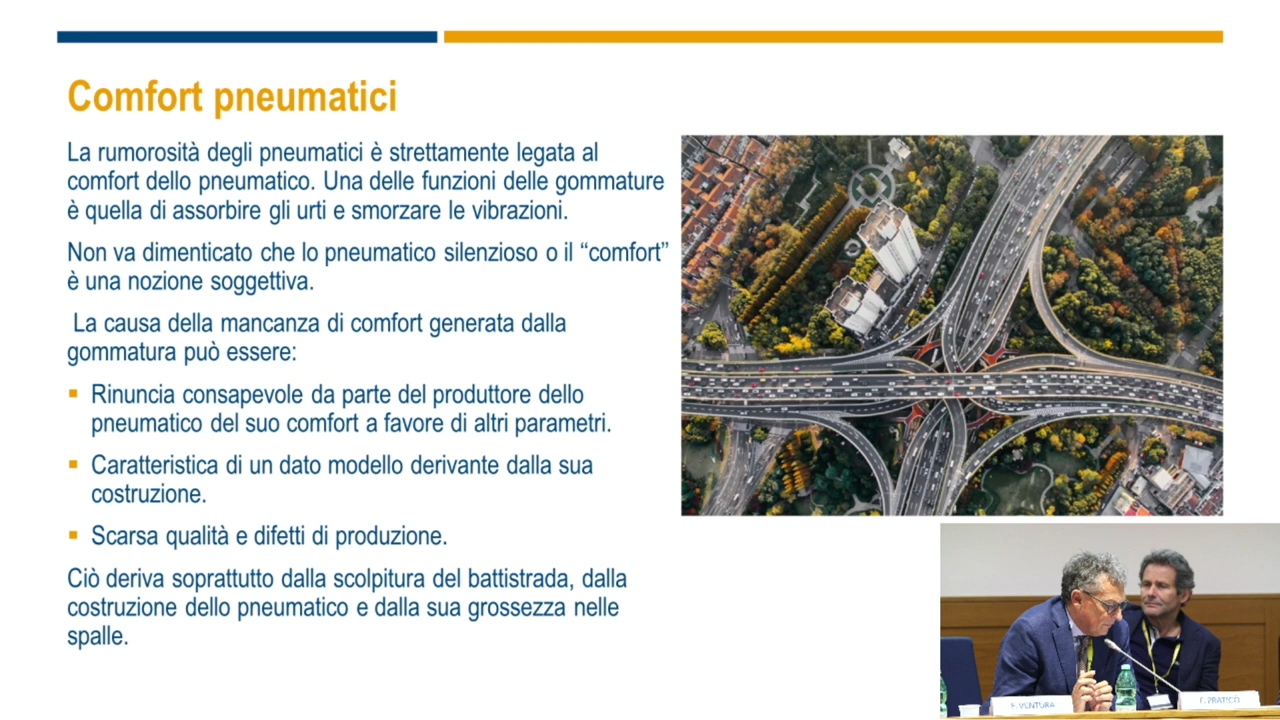 Comfort pneumatici
La rumorosità degli pneumatici è strettamente legata al
comfort dello pneumatico. Una delle funzioni delle gommature
è quella di assorbire gli urti e smorzare le vibrazioni.
Non va dimenticato che lo pneumatico silenzioso o il “comfort”
è una nozione soggettiva.
La causa della mancanza di comfort generata dalla
gommatura può essere:
▪ Rinuncia consapevole da parte del produttore dello
pneumatico del suo comfort a favore di altri parametri.
▪ Caratteristica di un dato modello derivante dalla sua
costruzione.
▪ Scarsa qualità e difetti di produzione.
Ciò deriva soprattutto dalla scolpitura del battistrada, dalla
costruzione dello pneumatico e dalla sua grossezza nelle
spalle.
F. VENTURA
F. PRATICÒ